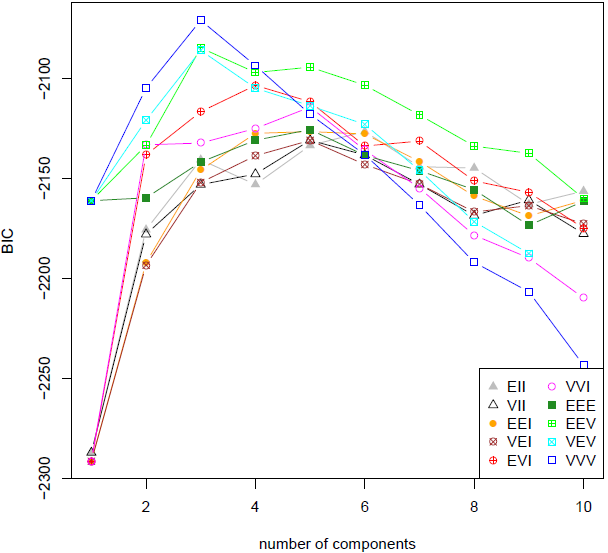 BIC
-2100
-2150
-2200
-2250
-2300
2 4 6 8 10
number of components
EII VVI
VII EEE
EEI EEV
VEI VEV
EVI VVV